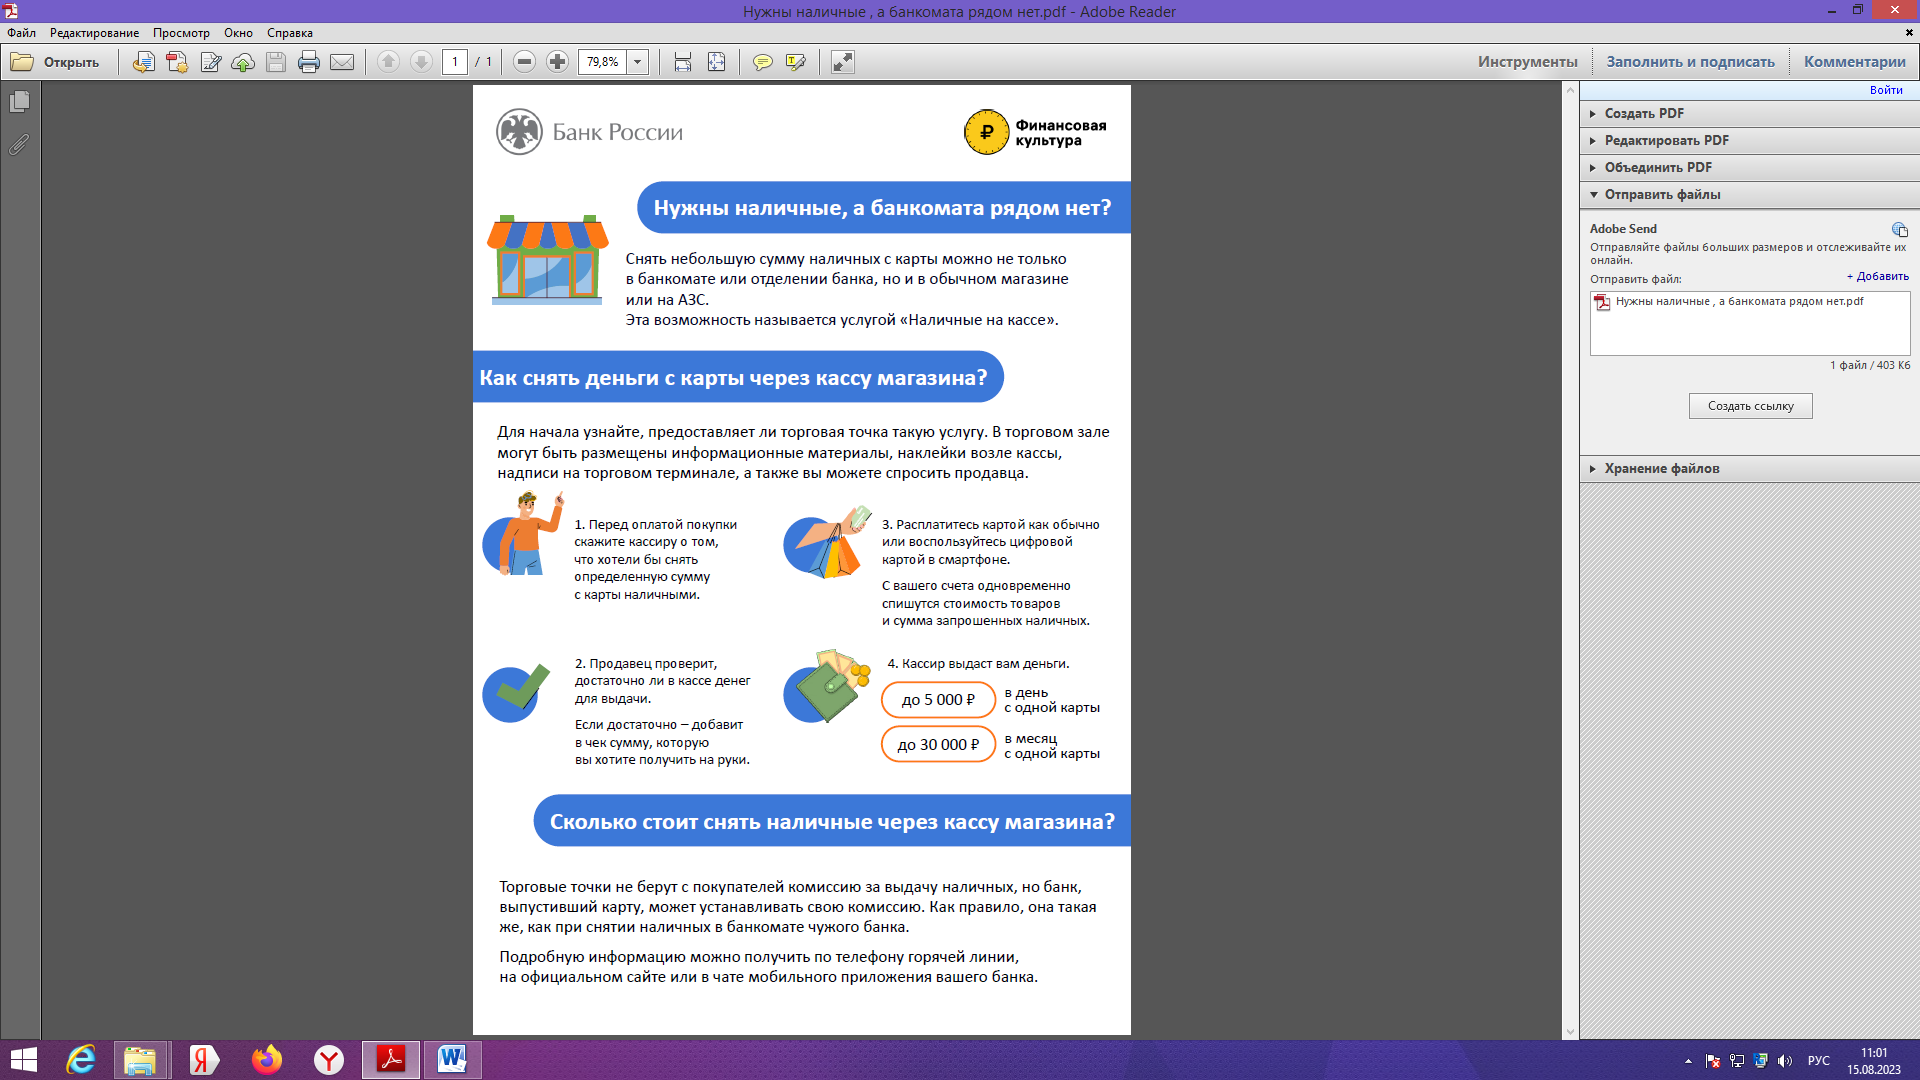 Нужны наличные , а банкомата рядом нет.pdf - Adobe Reader
Файл Редактирование Просмотр Окно Справка
Открыть 1 / 1 79,8% Инструменты Заполнить и подписать Комментарии
Войти
Создать PDF
Редактировать PDF
Объединить PDF
Отправить файлы
Adobe Send
Отправляйте файлы больших размеров и отслеживайте их
онлайн.
Отправить файл: + Добавить
Нужны наличные , а банкомата рядом нет.pdf
1 файл / 403 Кб
Создать ссылку
Хранение файлов
Банк России
Финансовая
культура
Нужны наличные, а банкомата рядом нет?
Снять небольшую сумму наличных с карты можно не только
в банкомате или отделении банка, но и в обычном магазине
или на АЗС.
Эта возможность называется услугой «Наличные на кассе».
Как снять деньги с карты через кассу магазина?
Для начала узнайте, предоставляет ли торговая точка такую услугу. В торговом зале
могут быть размещены информационные материалы, наклейки возле кассы,
надписи на торговом терминале, а также вы можете спросить продавца.
1. Перед оплатой покупки
скажите кассиру о том,
что хотели бы снять
определенную сумму
с карты наличными.
2. Продавец проверит,
достаточно ли в кассе денег
для выдачи.
Если достаточно – добавит
в чек сумму, которую
вы хотите получить на руки.
3. Расплатитесь картой как обычно
или воспользуйтесь цифровой
картой в смартфоне.
С вашего счета одновременно
спишутся стоимость товаров
и сумма запрошенных наличных.
4. Кассир выдаст вам деньги.
до 5 000 ₽
в день
с одной карты
до 30 000 ₽
в месяц
с одной карты
Сколько стоит снять наличные через кассу магазина?
Торговые точки не берут с покупателей комиссию за выдачу наличных, но банк,
выпустивший карту, может устанавливать свою комиссию. Как правило, она такая
же, как при снятии наличных в банкомате чужого банка.
Подробную информацию можно получить по телефону горячей линии,
на официальном сайте или в чате мобильного приложения вашего банка.
РУС
11:01
15.08.2023